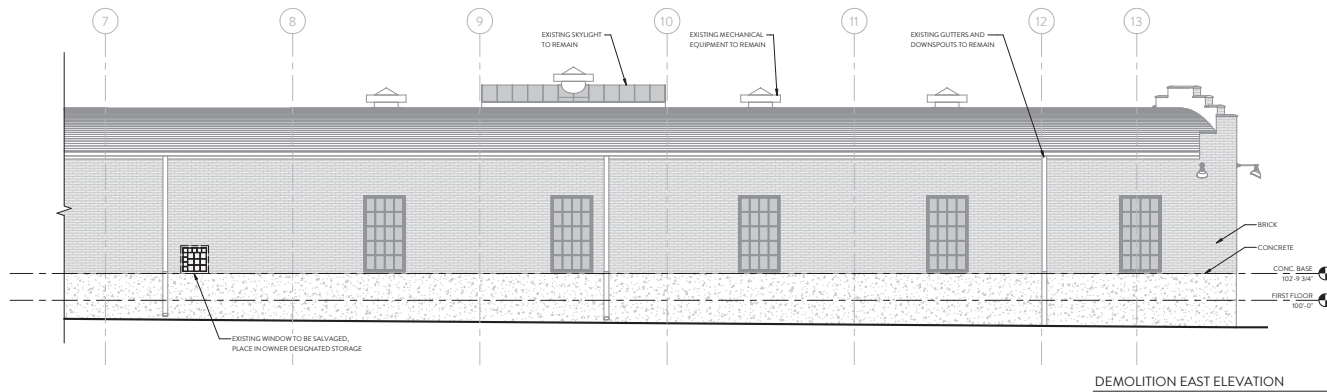 7
8
9
10
11
12
13
EXISTING SKYLIGHT
TO REMAIN
EXISTING MECHANICAL
EQUIPMENT TO REMAIN
EXISTING GUTTERS AND
DOWNSPOUTS TO REMAIN
BRICK
CONCRETE
CONC. BASE
102'-9 3/4"
FIRST FLOOR
100'-0"
EXISTING WINDOW TO BE SALVAGED,
PLACE IN OWNER DESIGNATED STORAGE
DEMOLITION EAST ELEVATION